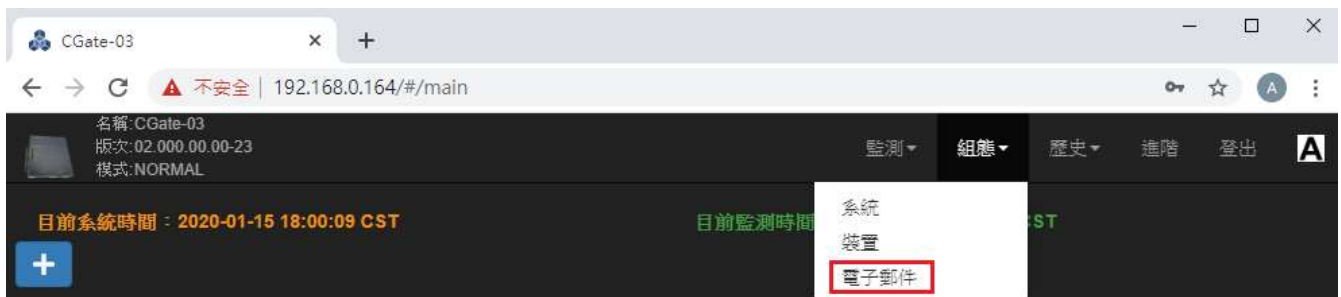 CGate-03
不安全 | 192.168.0.164/#/main
A
名稱:CGate-03
版次:02.000.00.00-23
模式:NORMAL
監測 組態 歷史 進階 登出 A
目前系統時間：2020-01-15 18:00:09 CST
目前監測時間
:ST
系統
裝置
電子郵件